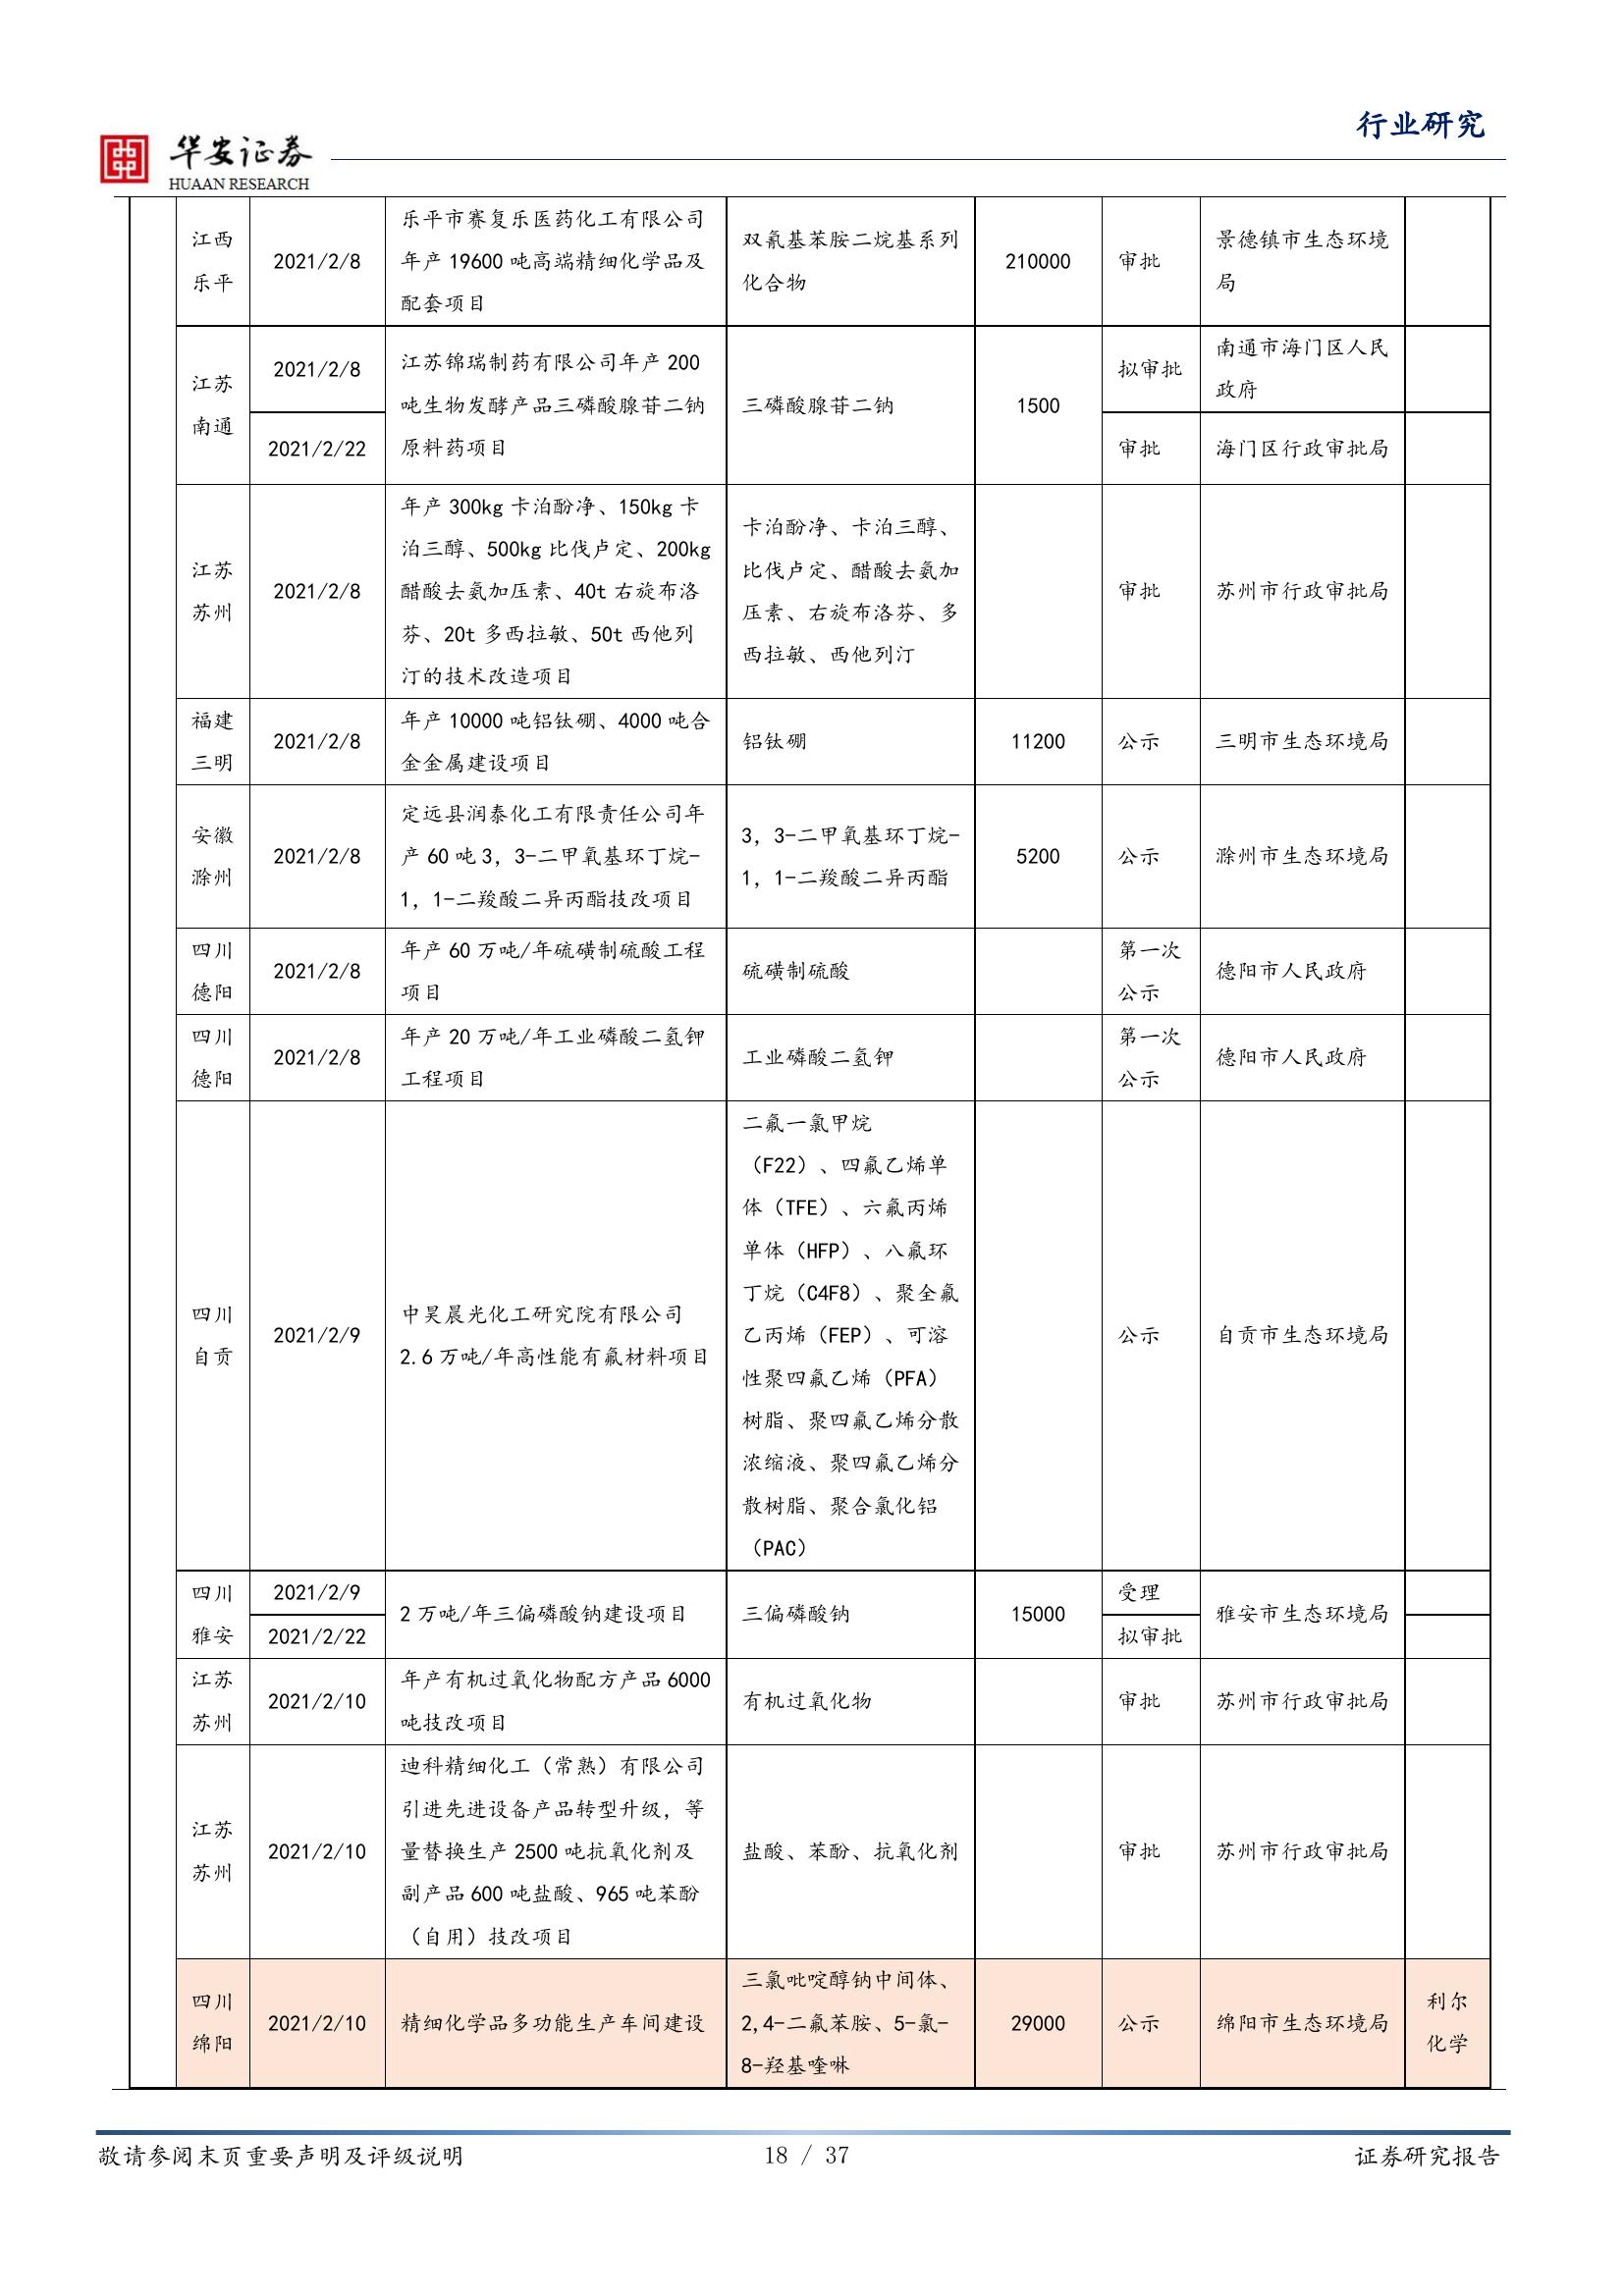 行业研究
华安证券
HUAAN RESEARCH
江西
乐平
2021/2/8
乐平市赛复乐医药化工有限公司
年产 19600 吨高端精细化学品及
配套项目
双氰基苯胺二烷基系列
化合物
210000
审批
景德镇市生态环境
局
江苏
南通
2021/2/8
2021/2/22
江苏锦瑞制药有限公司年产 200
吨生物发酵产品三磷酸腺苷二钠
原料药项目
三磷酸腺苷二钠
1500
拟审批
南通市海门区人民
政府
审批
海门区行政审批局
江苏
苏州
2021/2/8
年产 300kg 卡泊酚净、150kg 卡
泊三醇、500kg 比伐卢定、200kg
醋酸去氨加压素、40t 右旋布洛
芬、20t 多西拉敏、50t 西他列
汀的技术改造项目
卡泊酚净、卡泊三醇、
比伐卢定、醋酸去氨加
压素、右旋布洛芬、多
西拉敏、西他列汀
审批
苏州市行政审批局
福建
三明
2021/2/8
年产 10000 吨铝钛硼、4000 吨合
金金属建设项目
铝钛硼
11200
公示
三明市生态环境局
安徽
滁州
2021/2/8
定远县润泰化工有限责任公司年
产 60 吨 3，3-二甲氧基环丁烷-
1，1-二羧酸二异丙酯技改项目
3，3-二甲氧基环丁烷-
1，1-二羧酸二异丙酯
5200
公示
滁州市生态环境局
四川
德阳
2021/2/8
年产 60 万吨/年硫磺制硫酸工程
项目
硫磺制硫酸
第一次
公示
德阳市人民政府
四川
德阳
2021/2/8
年产 20 万吨/年工业磷酸二氢钾
工程项目
工业磷酸二氢钾
第一次
公示
德阳市人民政府
四川
自贡
2021/2/9
中昊晨光化工研究院有限公司
2.6 万吨/年高性能有氟材料项目
二氟一氯甲烷
（F22）、四氟乙烯单
体（TFE）、六氟丙烯
单体（HFP）、八氟环
丁烷（C4F8）、聚全氟
乙丙烯（FEP）、可溶
性聚四氟乙烯（PFA）
树脂、聚四氟乙烯分散
浓缩液、聚四氟乙烯分
散树脂、聚合氯化铝
（PAC）
公示
自贡市生态环境局
四川
雅安
2021/2/9
2021/2/22
2 万吨/年三偏磷酸钠建设项目
三偏磷酸钠
15000
受理
拟审批
雅安市生态环境局
江苏
苏州
2021/2/10
年产有机过氧化物配方产品 6000
吨技改项目
有机过氧化物
审批
苏州市行政审批局
江苏
苏州
2021/2/10
迪科精细化工（常熟）有限公司
引进先进设备产品转型升级，等
量替换生产 2500 吨抗氧化剂及
副产品 600 吨盐酸、965 吨苯酚
（自用）技改项目
盐酸、苯酚、抗氧化剂
审批
苏州市行政审批局
四川
绵阳
2021/2/10
精细化学品多功能生产车间建设
三氯吡啶醇钠中间体、
2,4-二氟苯胺、5-氯-
8-羟基喹啉
29000
公示
绵阳市生态环境局
利尔
化学
敬请参阅末页重要声明及评级说明
18 / 37
证券研究报告